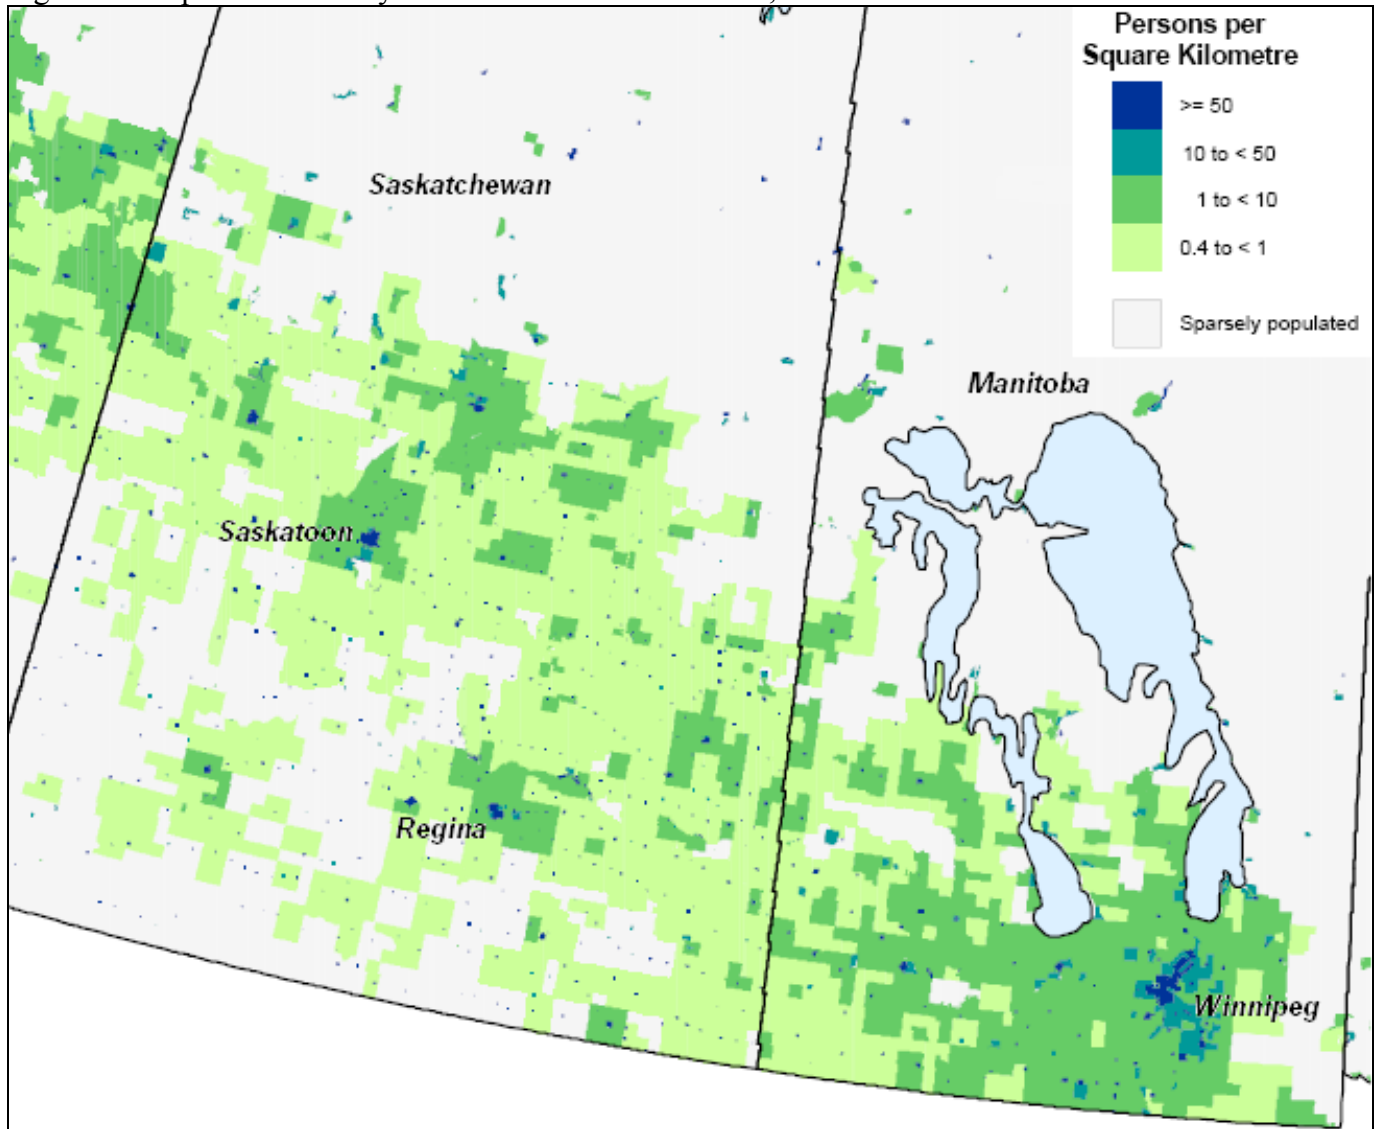 Persons per
Square Kilometre
>= 50
10 to < 50
1 to < 10
0.4 to < 1
Sparsely populated
Saskatchewan
Manitoba
Saskatoon
Regina
Winnipeg